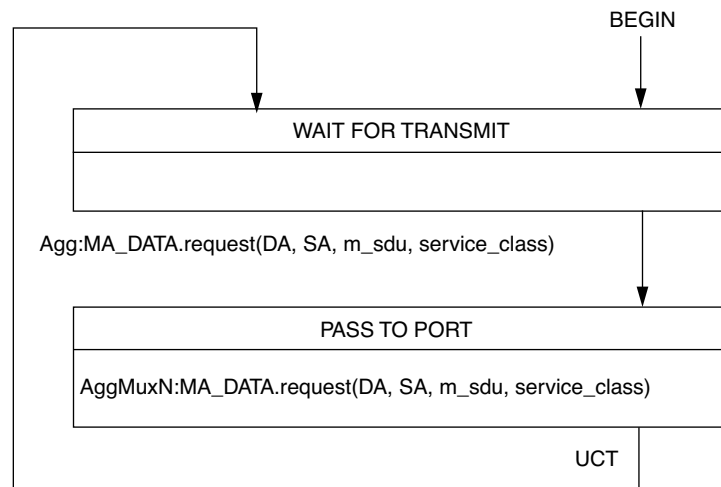 BEGIN
WAIT FOR TRANSMIT
Agg:MA_DATA.request(DA, SA, m_sdu, service_class)
PASS TO PORT
AggMuxN:MA_DATA.request(DA, SA, m_sdu, service_class)
UCT